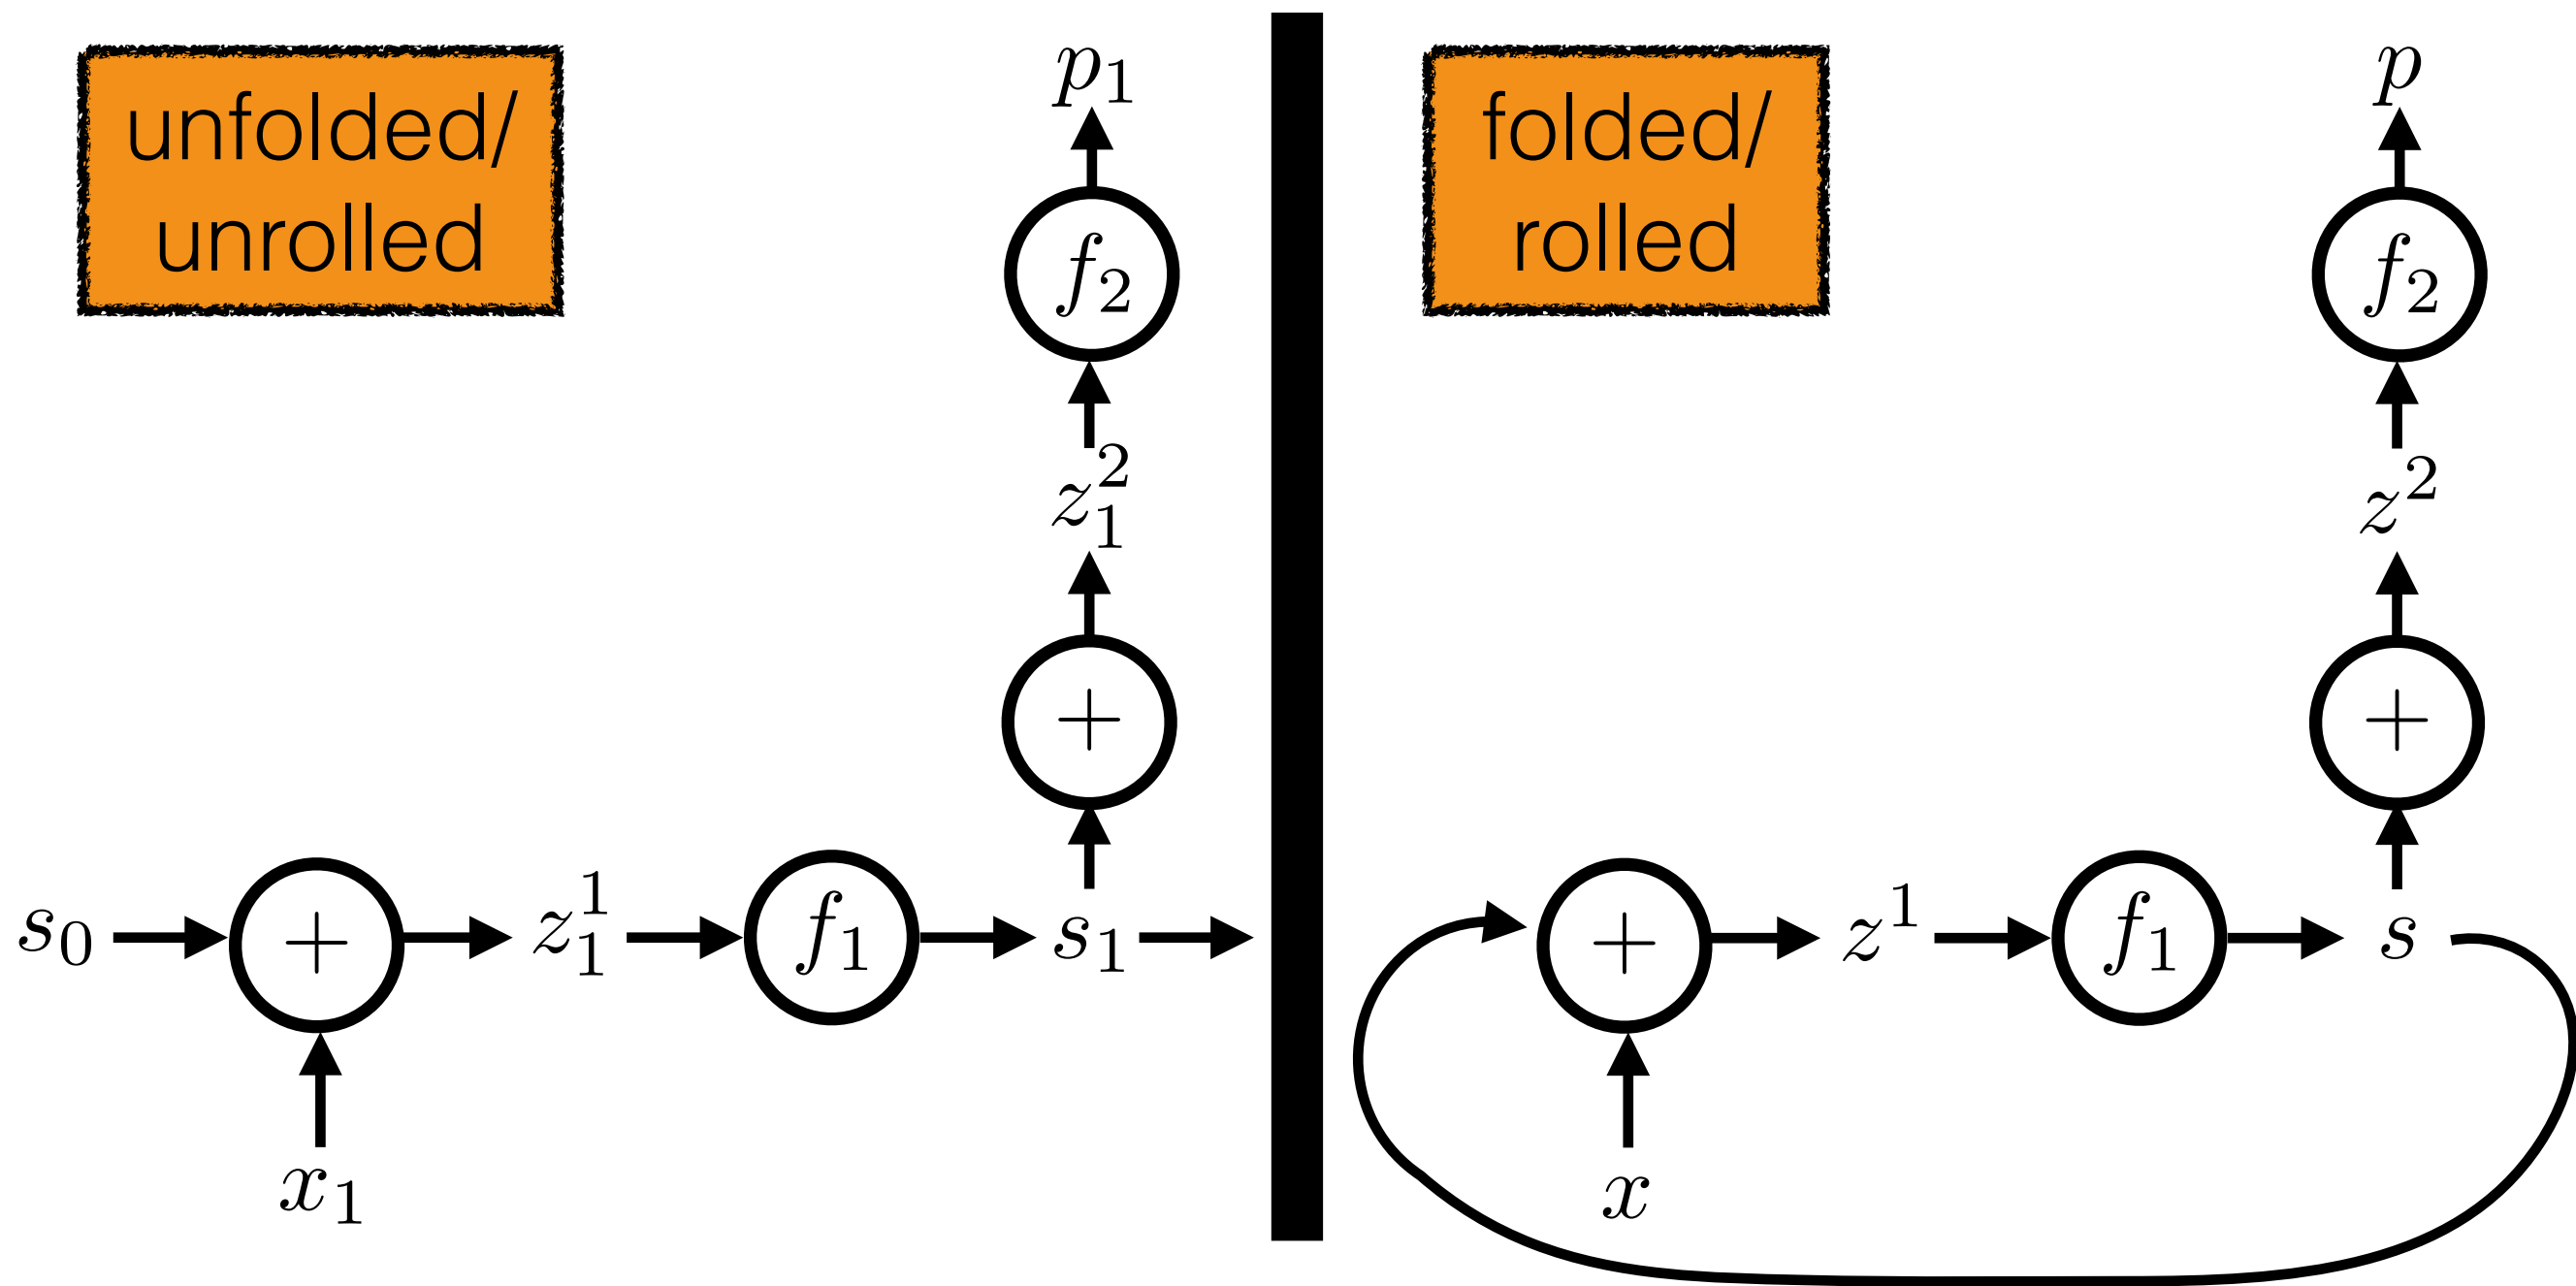 unfolded/
unrolled
p₁
f₂
z₁²
+
s₀ + z₁¹ f₁ s₁
x₁
folded/
rolled
p
f₂
z²
+
+ z¹ f₁ s
x